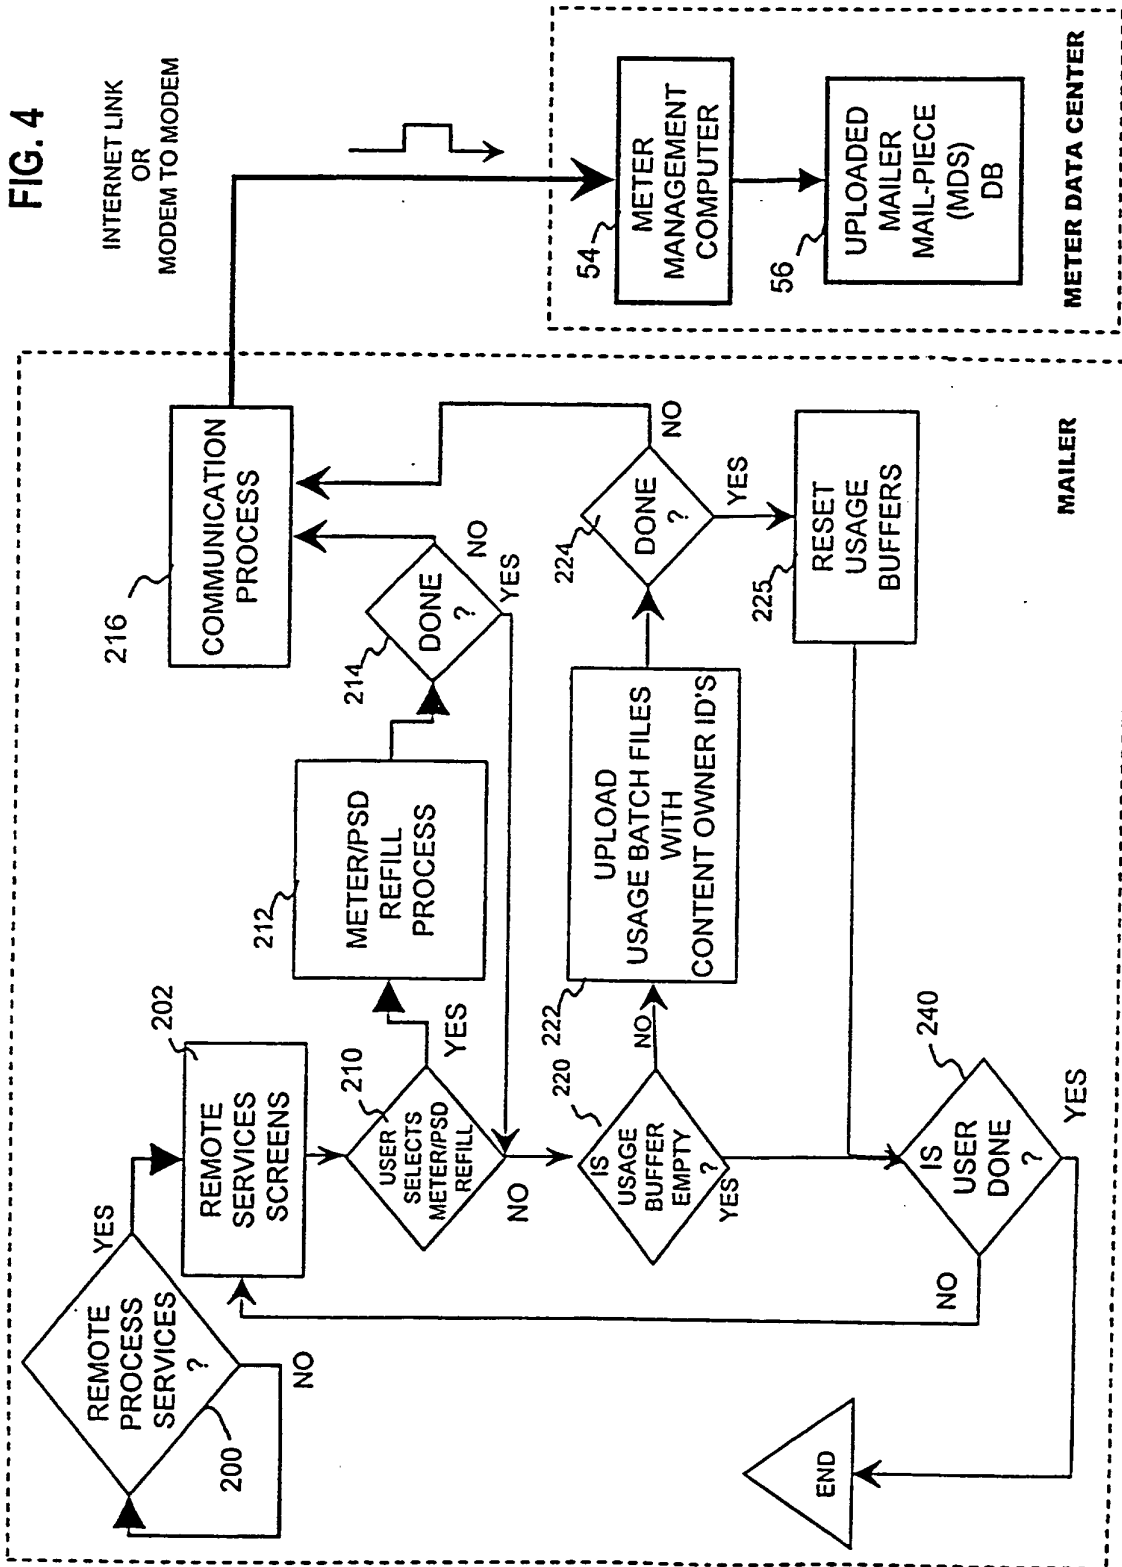 FIG. 4
INTERNET LINK
OR
MODEM TO MODEM
REMOTE
PROCESS
SERVICES
?
200
YES
NO
REMOTE
SERVICES
SCREENS
202
USER
SELECTS
METER/PSD
REFILL
210
YES
NO
METER/PSD
REFILL
PROCESS
212
DONE
?
214
NO
YES
COMMUNICATION
PROCESS
216
IS
USAGE
BUFFER
EMPTY
?
220
NO
YES
UPLOAD
USAGE BATCH FILES
WITH
CONTENT OWNER ID'S
222
DONE
?
224
NO
YES
RESET
USAGE
BUFFERS
225
IS
USER
DONE
?
240
NO
YES
END
MAILER
METER
MANAGEMENT
COMPUTER
54
UPLOADED
MAILER
MAIL-PIECE
(MDS)
DB
56
METER DATA CENTER